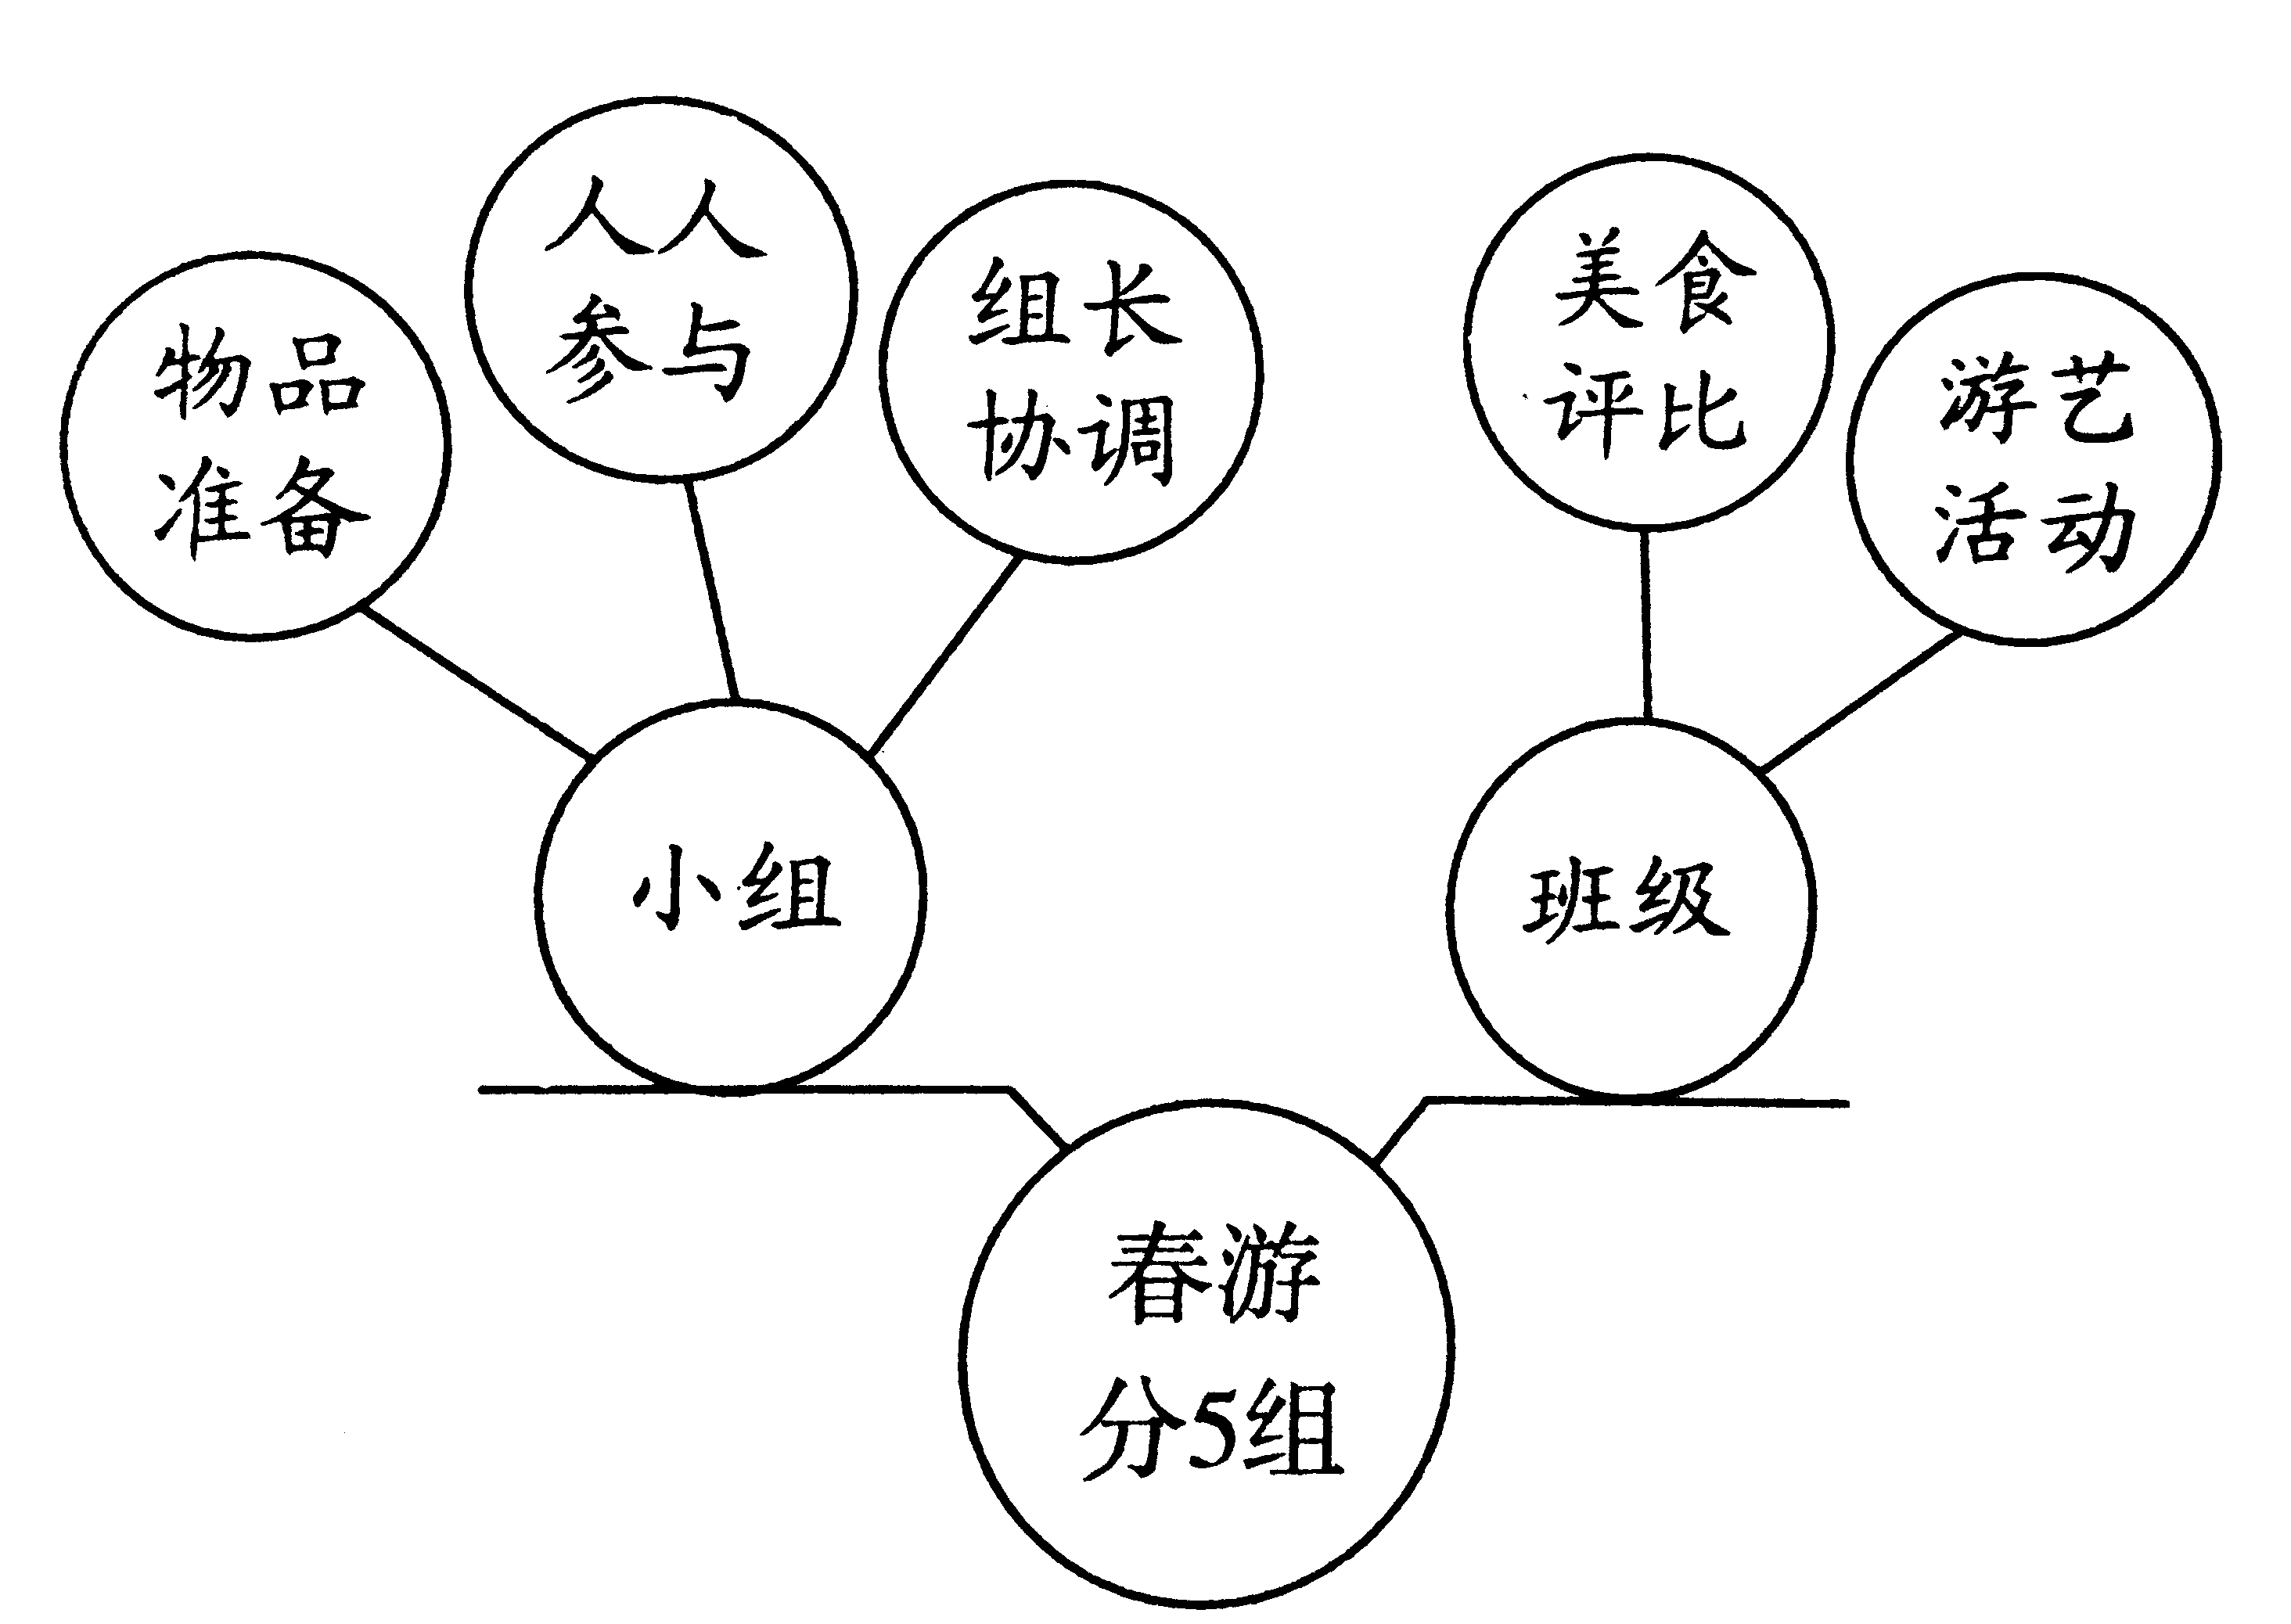 人人
参与
物品
准备
组长
协调
美食
评比
游艺
活动
小组
班级
春游
分5组